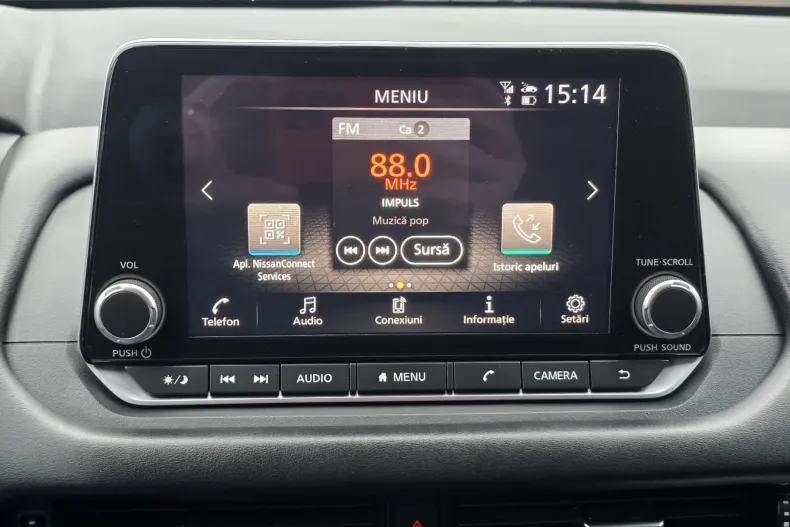 MENIU
15:14
FM
Ca 2
88.0
MHz
IMPULS
Muzică pop
Sursă
Apl. NissanConnect
Services
Istoric apeluri
Telefon
Audio
Conexiuni
Informație
Setări
VOL
TUNE·SCROLL
PUSH
PUSH SOUND
AUDIO
MENU
CAMERA